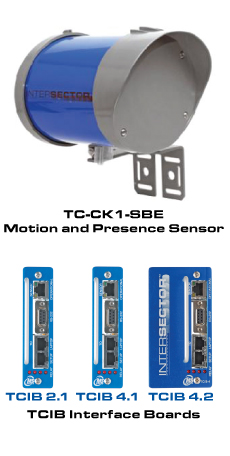 INTERSECTOR
TC-CK1-SBE
Motion and Presence Sensor
INTERSECTOR
TCIB 2.1 TCIB 4.1 TCIB 4.2
TCIB Interface Boards